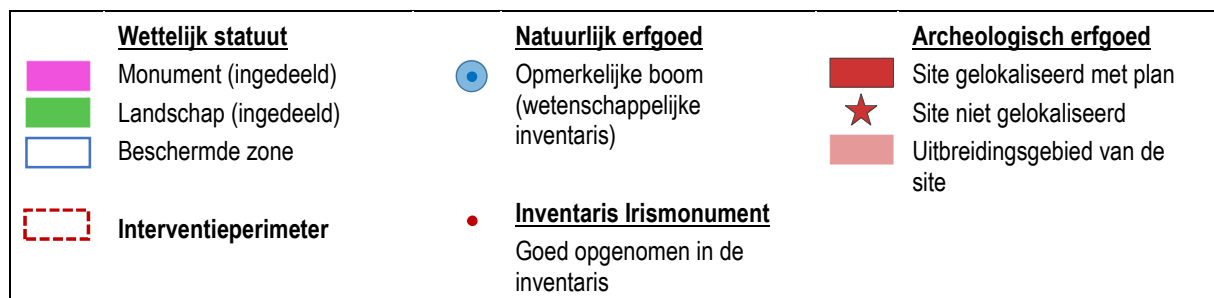 Wettelijk statuut
Monument (ingedeeld)
Landschap (ingedeeld)
Beschermde zone
Interventieperimeter
Natuurlijk erfgoed
Opmerkelijke boom
(wetenschappelijke
inventaris)
Inventaris Irismonument
Goed opgenomen in de
inventaris
Archeologisch erfgoed
Site gelokaliseerd met plan
Site niet gelokaliseerd
Uitbreidingsgebied van de
site